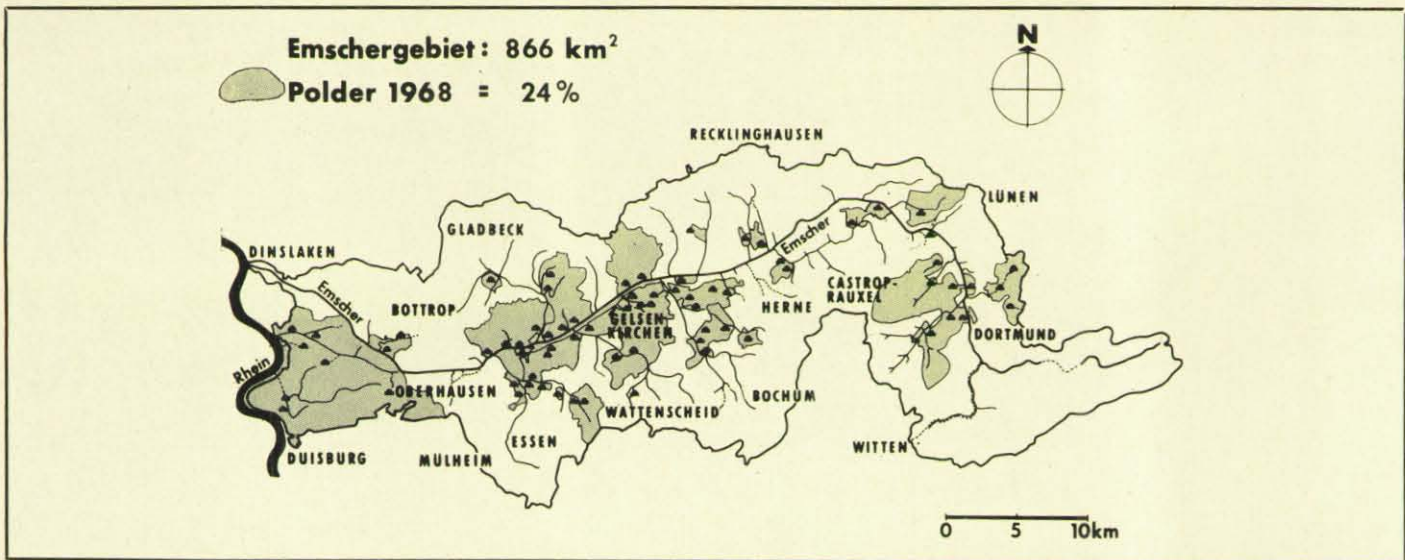 Emschergebiet: 866 km²
Polder 1968 = 24%
N
RECKLINGHAUSEN
LÜNEN
GLADBECK
Emscher
DINSLAKEN
Emscher
BOTTROP
CASTROP-
RAUXEL
HERNE
GELSEN-
KIRCHEN
DORTMUND
Rhein
OBERHAUSEN
BOCHUM
WATTENSCHEID
ESSEN
WITTEN
DUISBURG
MÜLHEIM
0 5 10km